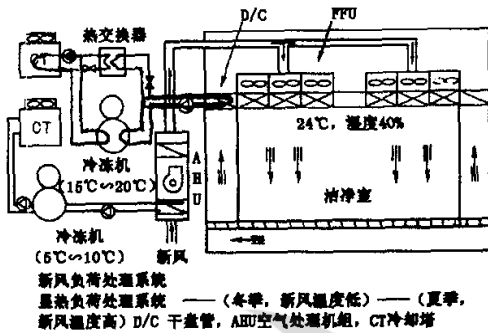 D/C
FFU
热交换器
CT
24℃，湿度40%
CT
冷冻机
(15℃~20℃)
AHU
洁净室
冷冻机
(5℃~10℃)
新风
新风负荷处理系统
显热负荷处理系统 —— (冬季，新风温度低) —— (夏季，
新风温度高) D/C 干盘管，AHU空气处理机组，CT冷却塔